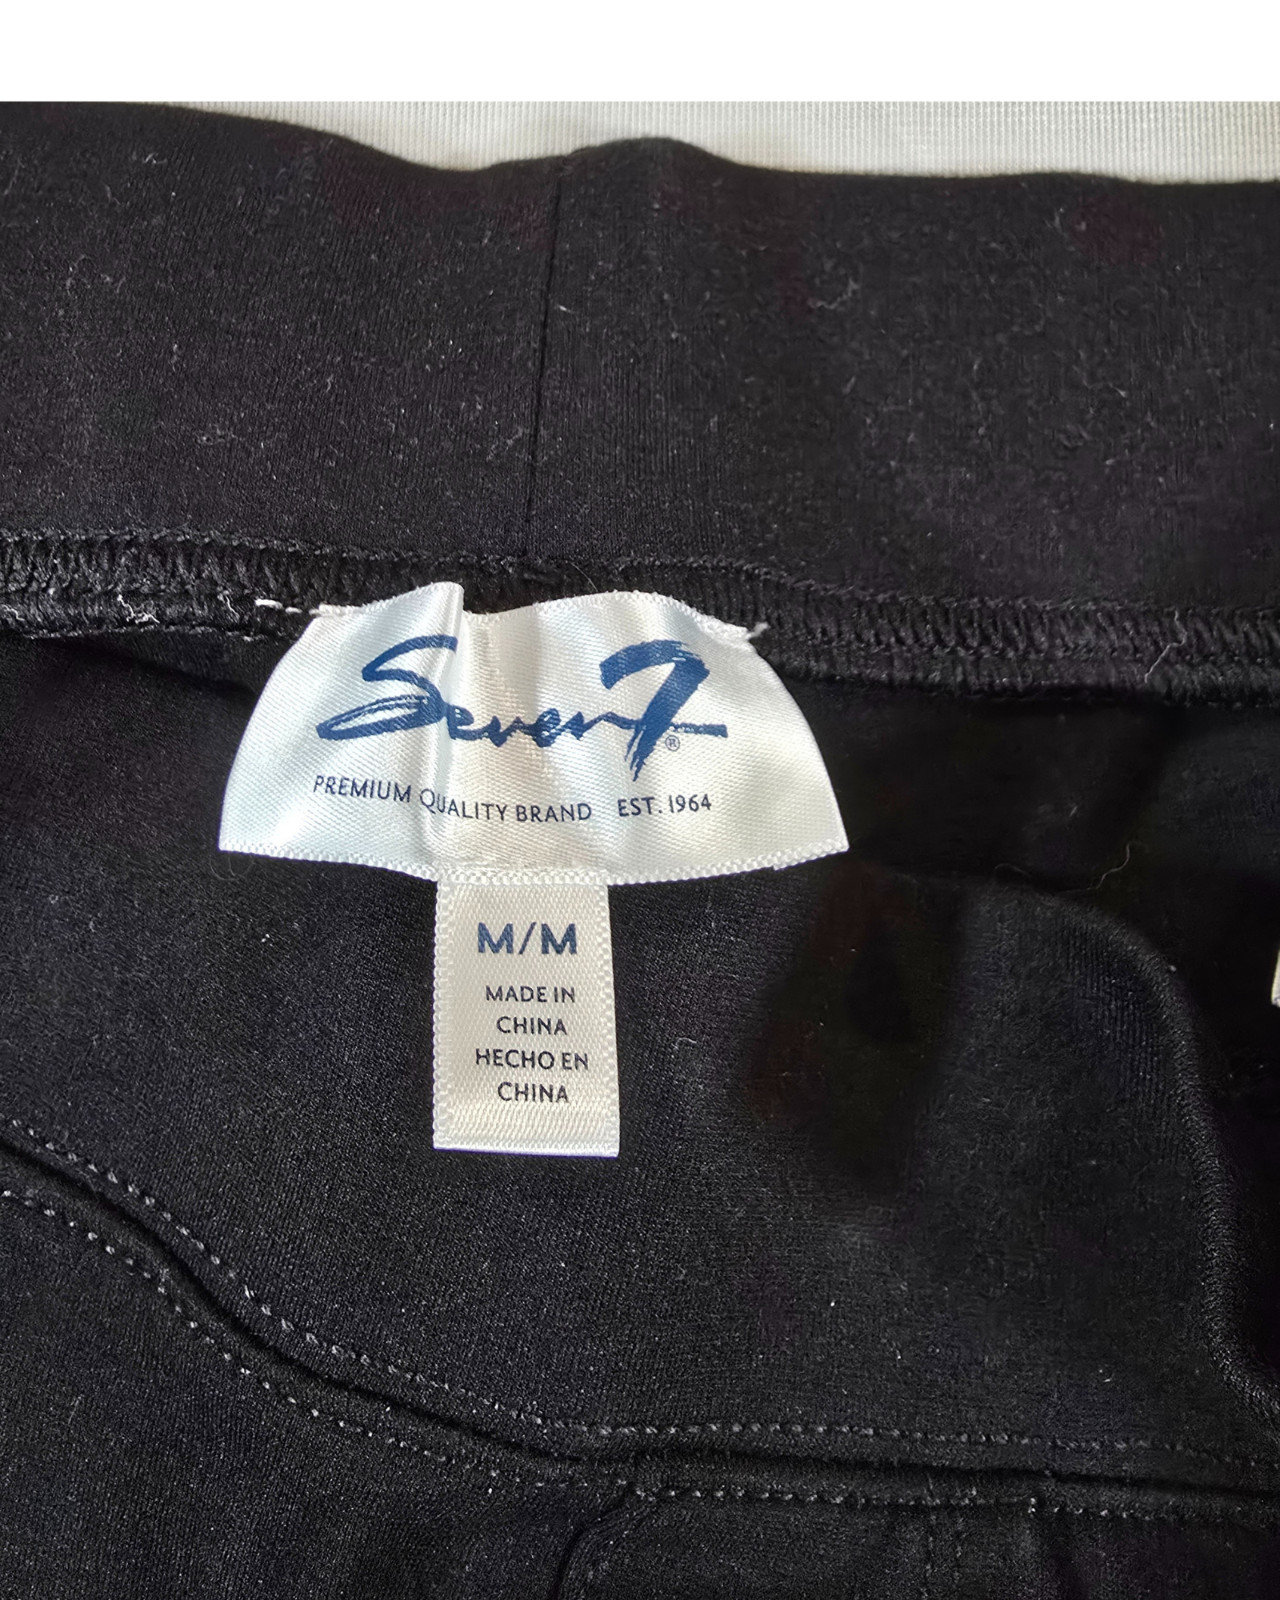 Seven7®
PREMIUM QUALITY BRAND EST. 1964
M/M
MADE IN
CHINA
HECHO EN
CHINA